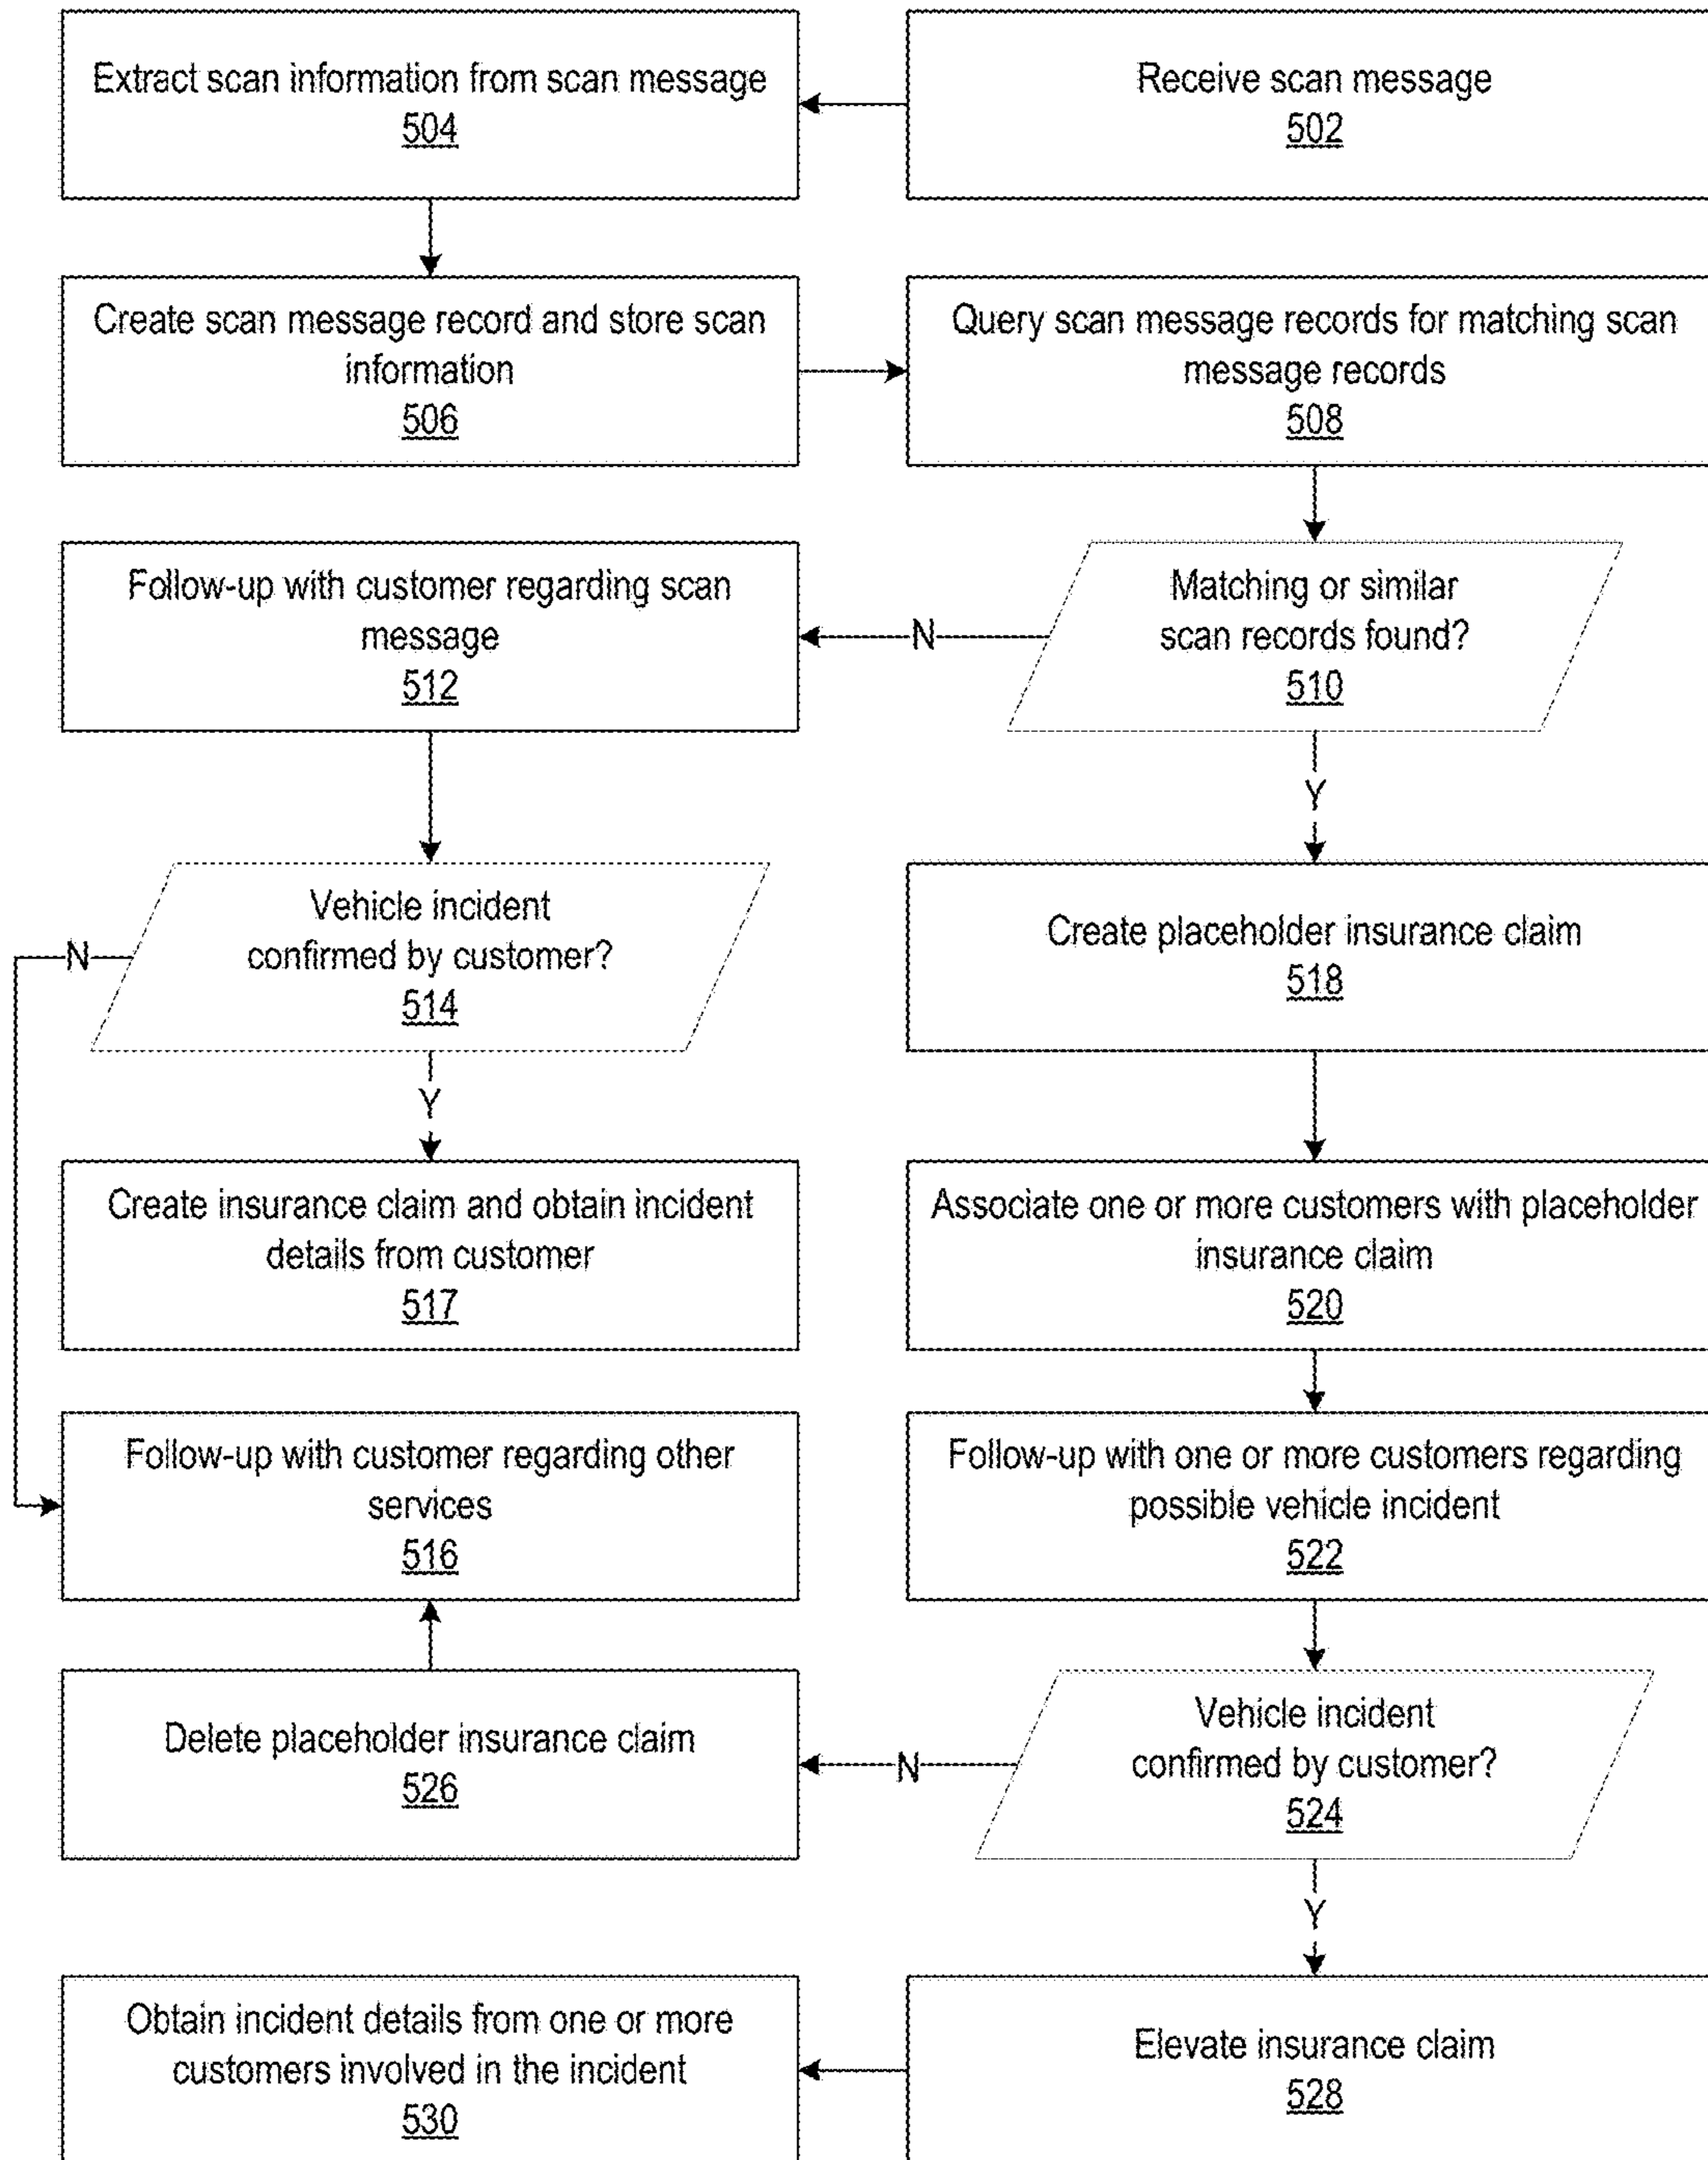 Extract scan information from scan message
504
Receive scan message
502
Create scan message record and store scan
information
506
Query scan message records for matching scan
message records
508
Follow-up with customer regarding scan
message
512
N
Matching or similar
scan records found?
510
Y
Vehicle incident
confirmed by customer?
514
N
Y
Create placeholder insurance claim
518
Create insurance claim and obtain incident
details from customer
517
Associate one or more customers with placeholder
insurance claim
520
Follow-up with customer regarding other
services
516
Follow-up with one or more customers regarding
possible vehicle incident
522
Delete placeholder insurance claim
526
N
Vehicle incident
confirmed by customer?
524
Y
Obtain incident details from one or more
customers involved in the incident
530
Elevate insurance claim
528